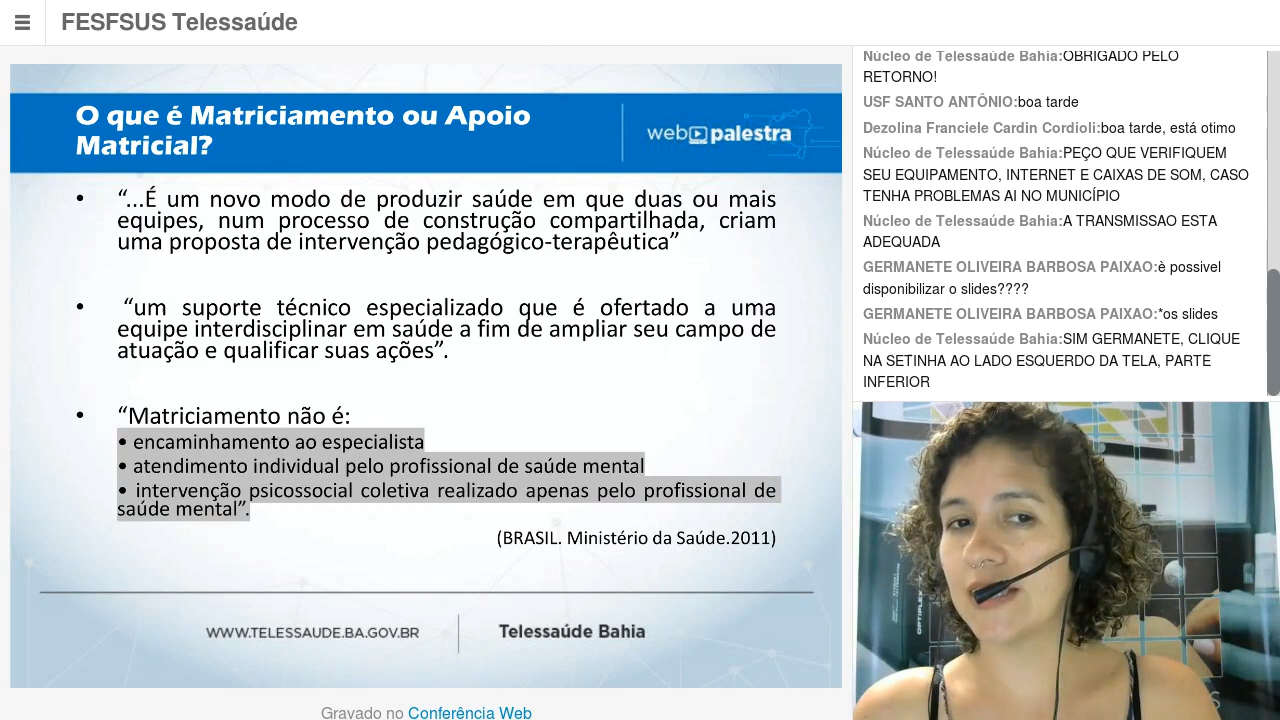 FESFSUS Telessaúde
O que é Matriciamento ou Apoio
Matricial?
web palestra
• “...É um novo modo de produzir saúde em que duas ou mais
equipes, num processo de construção compartilhada, criam
uma proposta de intervenção pedagógico-terapêutica”
• “um suporte técnico especializado que é ofertado a uma
equipe interdisciplinar em saúde a fim de ampliar seu campo de
atuação e qualificar suas ações”.
• “Matriciamento não é:
• encaminhamento ao especialista
• atendimento individual pelo profissional de saúde mental
• intervenção psicossocial coletiva realizado apenas pelo profissional de
saúde mental”.
(BRASIL. Ministério da Saúde.2011)
WWW.TELESSAUDE.BA.GOV.BR
Telessaúde Bahia
Gravado no Conferência Web
Núcleo de Telessaúde Bahia:OBRIGADO PELO
RETORNO!
USF SANTO ANTÔNIO:boa tarde
Dezolina Franciele Cardin Cordioli:boa tarde, está otimo
Núcleo de Telessaúde Bahia:PEÇO QUE VERIFIQUEM
SEU EQUIPAMENTO, INTERNET E CAIXAS DE SOM, CASO
TENHA PROBLEMAS AI NO MUNICÍPIO
Núcleo de Telessaúde Bahia:A TRANSMISSAO ESTA
ADEQUADA
GERMANETE OLIVEIRA BARBOSA PAIXAO:è possivel
disponibilizar o slides????
GERMANETE OLIVEIRA BARBOSA PAIXAO:*os slides
Núcleo de Telessaúde Bahia:SIM GERMANETE, CLIQUE
NA SETINHA AO LADO ESQUERDO DA TELA, PARTE
INFERIOR
OPTIPLEX